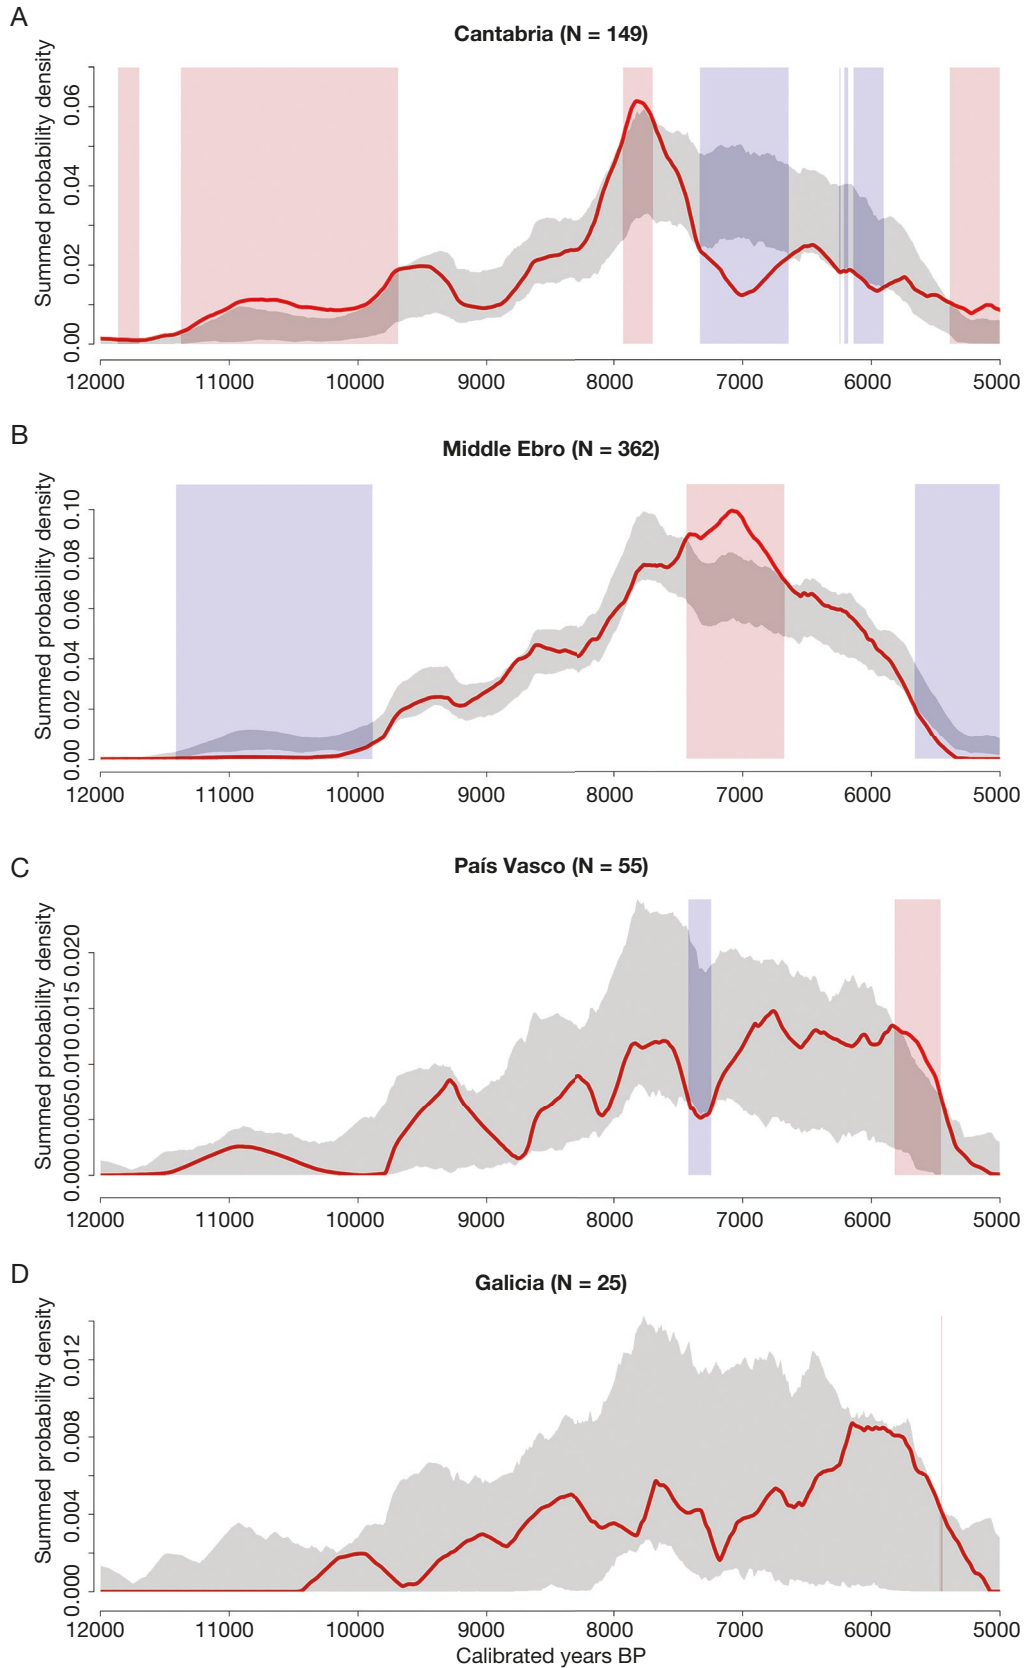 A
Cantabria (N = 149)
Summed probability density
0.00 0.02 0.04 0.06
12000 11000 10000 9000 8000 7000 6000 5000
B
Middle Ebro (N = 362)
Summed probability density
0.00 0.02 0.04 0.06 0.08 0.10
12000 11000 10000 9000 8000 7000 6000 5000
C
País Vasco (N = 55)
Summed probability density
0.000 0.005 0.010 0.015 0.020
12000 11000 10000 9000 8000 7000 6000 5000
D
Galicia (N = 25)
Summed probability density
0.000 0.004 0.008 0.012
12000 11000 10000 9000 8000 7000 6000 5000
Calibrated years BP